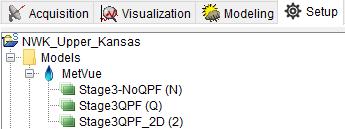 Acquisition Visualization Modeling Setup
NWK_Upper_Kansas
Models
MetVue
Stage3-NoQPF (N)
Stage3QPF (Q)
Stage3QPF_2D (2)